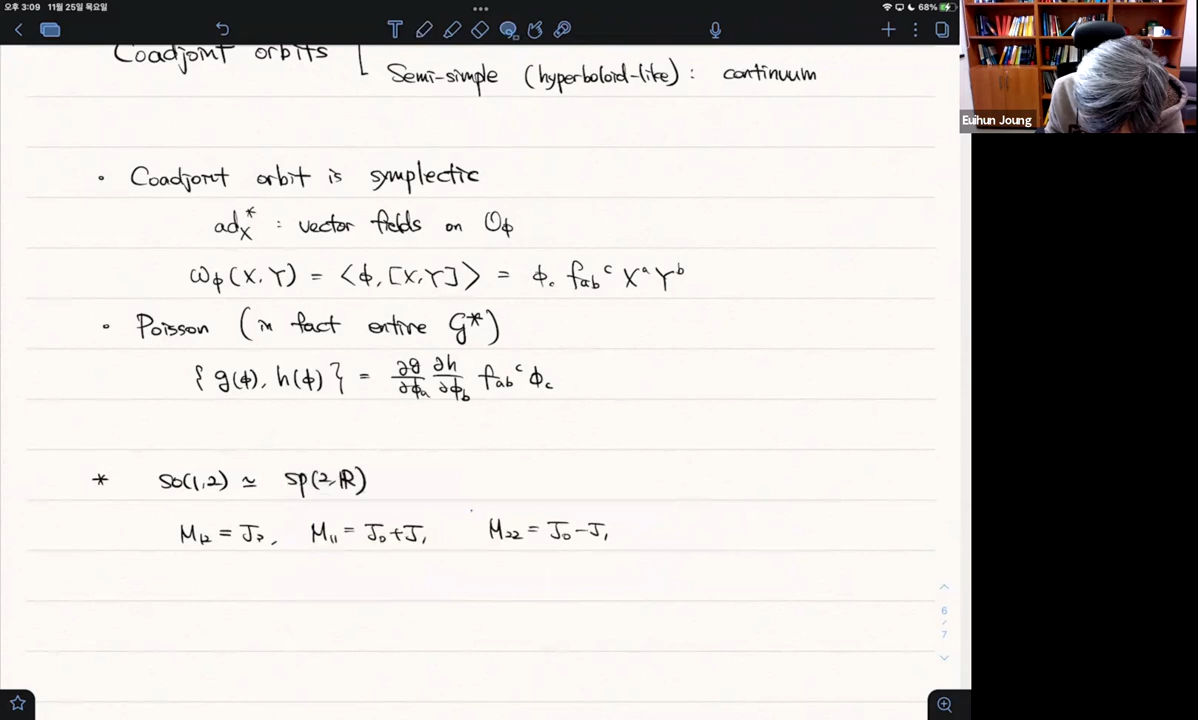 오후 3:09 11월 25일 목요일
68%
Coadjoint orbits
Semi-simple (hyperboloid-like) : continuum
· Coadjoint orbit is symplectic
ad*_X : vector fields on O_ϕ
ω_ϕ(X,Y) = ⟨ϕ, [X,Y]⟩ = ϕ_c f_ab^c X^a Y^b
· Poisson (in fact entire G*)
{ g(ϕ), h(ϕ) } = ∂g/∂ϕ_a ∂h/∂ϕ_b f_ab^c ϕ_c
* so(1,2) ≃ sp(2,ℝ)
M_12 = J_2, M_11 = J_0 + J_1 M_22 = J_0 - J_1
Euihun Joung
6
/
7